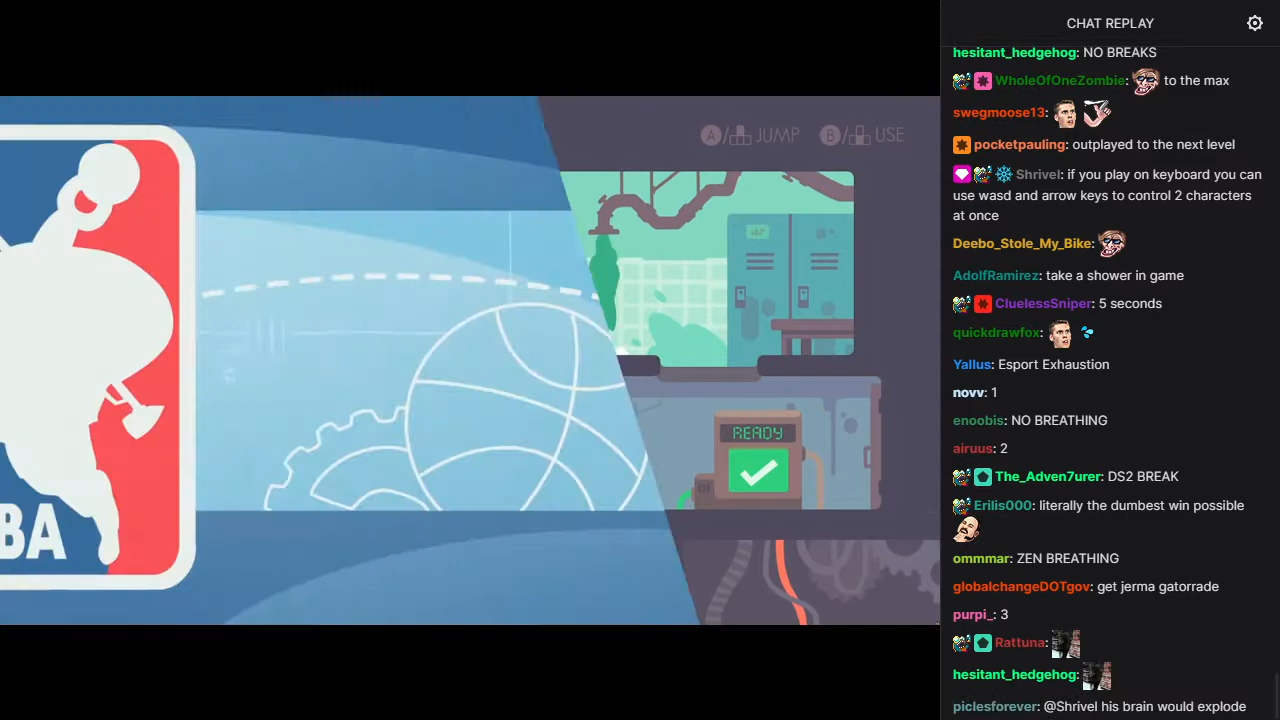 CHAT REPLAY
hesitant_hedgehog: NO BREAKS
WholeOfOneZombie: to the max
swegmoose13:
pocketpauling: outplayed to the next level
Shrivel: if you play on keyboard you can
use wasd and arrow keys to control 2 characters
at once
Deebo_Stole_My_Bike:
AdolfRamirez: take a shower in game
CluelessSniper: 5 seconds
quickdrawfox:
Yallus: Esport Exhaustion
novv: 1
enoobis: NO BREATHING
airuus: 2
The_Adven7urer: DS2 BREAK
Erilis000: literally the dumbest win possible
ommmar: ZEN BREATHING
globalchangeDOTgov: get jerma gatorrade
purpi_: 3
Rattuna:
hesitant_hedgehog:
piclesforever: @Shrivel his brain would explode
A/ JUMP B/ USE
READY
BA